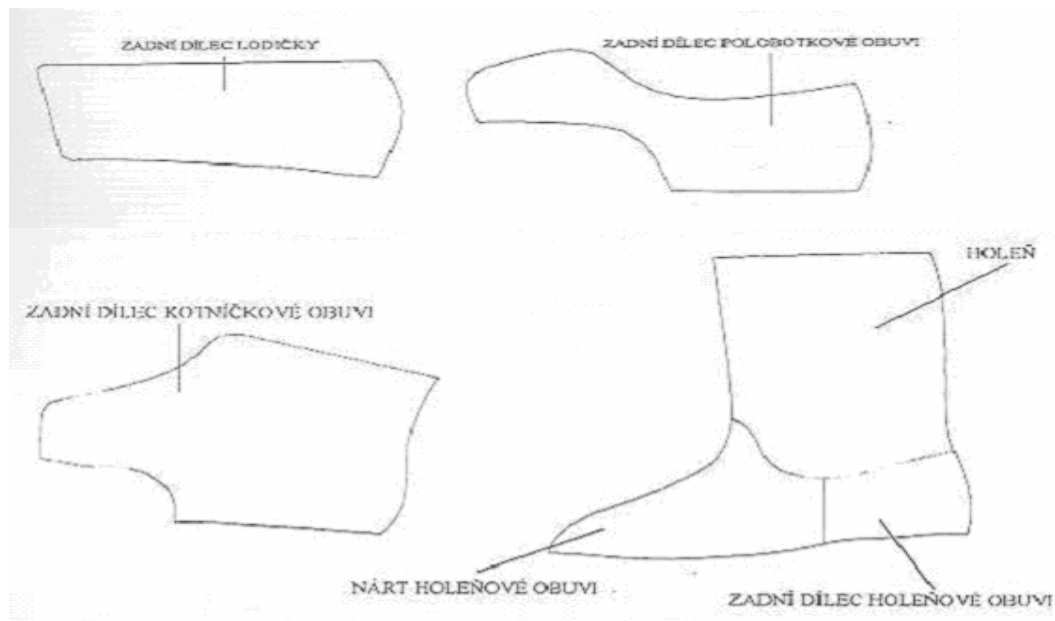 ZADNÍ DÍLEC LODIČKY
ZADNÍ DÍLEC POLOBOTKOVÉ OBUVI
HOLEŇ
ZADNÍ DÍLEC KOTNÍČKOVÉ OBUVI
NÁRT HOLEŇOVÉ OBUVI
ZADNÍ DÍLEC HOLEŇOVÉ OBUVI